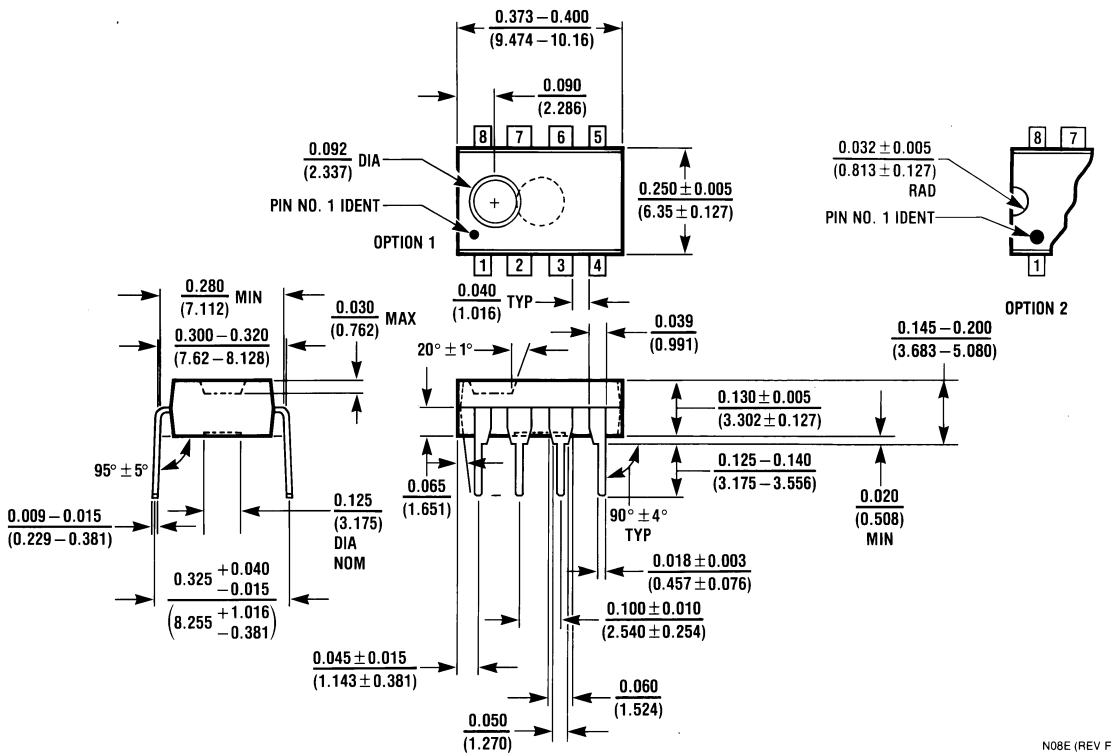 0.373 – 0.400
(9.474 – 10.16)
0.090
(2.286)
8 7 6 5
0.092 DIA
(2.337)
PIN NO. 1 IDENT
OPTION 1
0.250 ± 0.005
(6.35 ± 0.127)
1 2 3 4
0.032 ± 0.005
(0.813 ± 0.127)
RAD
PIN NO. 1 IDENT
8 7
1
OPTION 2
0.280 MIN
(7.112)
0.300 – 0.320
(7.62 – 8.128)
0.030 MAX
(0.762)
0.040 TYP
(1.016)
20° ± 1°
0.039
(0.991)
0.145 – 0.200
(3.683 – 5.080)
0.130 ± 0.005
(3.302 ± 0.127)
0.125 – 0.140
(3.175 – 3.556)
0.020
(0.508)
MIN
95° ± 5°
0.009 – 0.015
(0.229 – 0.381)
0.125
(3.175)
DIA
NOM
0.065
(1.651)
90° ± 4°
TYP
0.325 +0.040
–0.015
(8.255 +1.016
–0.381)
0.018 ± 0.003
(0.457 ± 0.076)
0.100 ± 0.010
(2.540 ± 0.254)
0.045 ± 0.015
(1.143 ± 0.381)
0.060
(1.524)
0.050
(1.270)
N08E (REV F